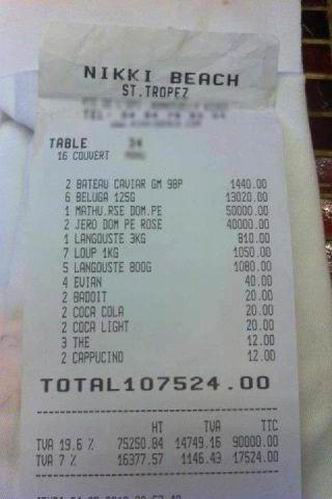 NIKKI BEACH
ST.TROPEZ
TABLE
16 COUVERT
2 BATEAU CAVIAR GM 98P 1440.00
6 BELUGA 125G 13020.00
1 MATHU.RSE DOM.PE 50000.00
2 JERO DOM PE ROSE 40000.00
1 LANGOUSTE 3KG 810.00
7 LOUP 1KG 1050.00
5 LANGOUSTE 800G 1080.00
4 EVIAN 40.00
2 BADOIT 20.00
2 COCA COLA 20.00
2 COCA LIGHT 20.00
3 THE 12.00
2 CAPPUCINO 12.00
TOTAL107524.00
HT TVA TTC
TVA 19.6 % 75250.84 14749.16 90000.00
TVA 7 % 16377.57 1146.43 17524.00